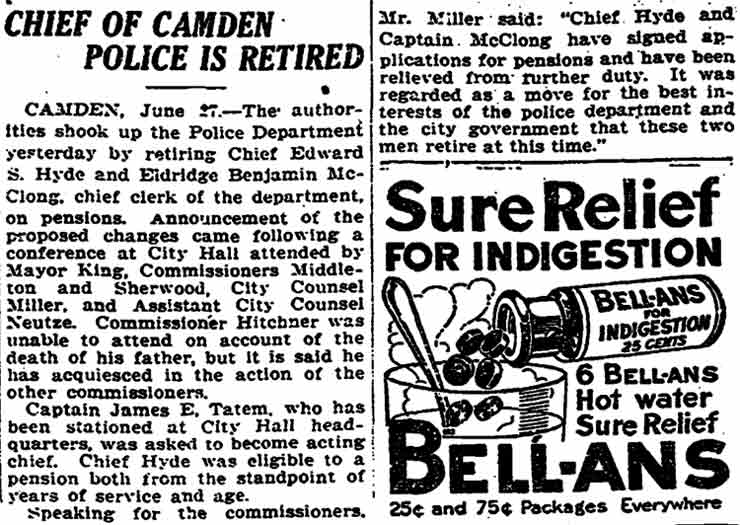 CHIEF OF CAMDEN
POLICE IS RETIRED
CAMDEN, June 27.—The author-
ities shook up the Police Department
yesterday by retiring Chief Edward
S. Hyde and Eldridge Benjamin Mc-
Clong, chief clerk of the department,
on pensions. Announcement of the
proposed changes came following a
conference at City Hall attended by
Mayor King, Commissioners Middle-
ton and Sherwood, City Counsel
Miller, and Assistant City Counsel
Neutze. Commissioner Hitchner was
unable to attend on account of the
death of his father, but it is said he
has acquiesced in the action of the
other commissioners.
Captain James E. Tatem, who has
been stationed at City Hall head-
quarters, was asked to become acting
chief. Chief Hyde was eligible to a
pension both from the standpoint of
years of service and age.
Speaking for the commissioners,
Mr. Miller said: "Chief Hyde and
Captain McClong have signed ap-
plications for pensions and have been
relieved from further duty. It was
regarded as a move for the best in-
terests of the police department and
the city government that these two
men retire at this time."
Sure Relief
FOR INDIGESTION
BELL-ANS
FOR
INDIGESTION
25 CENTS
6 BELL-ANS
Hot water
Sure Relief
BELL-ANS
25¢ and 75¢ Packages Everywhere